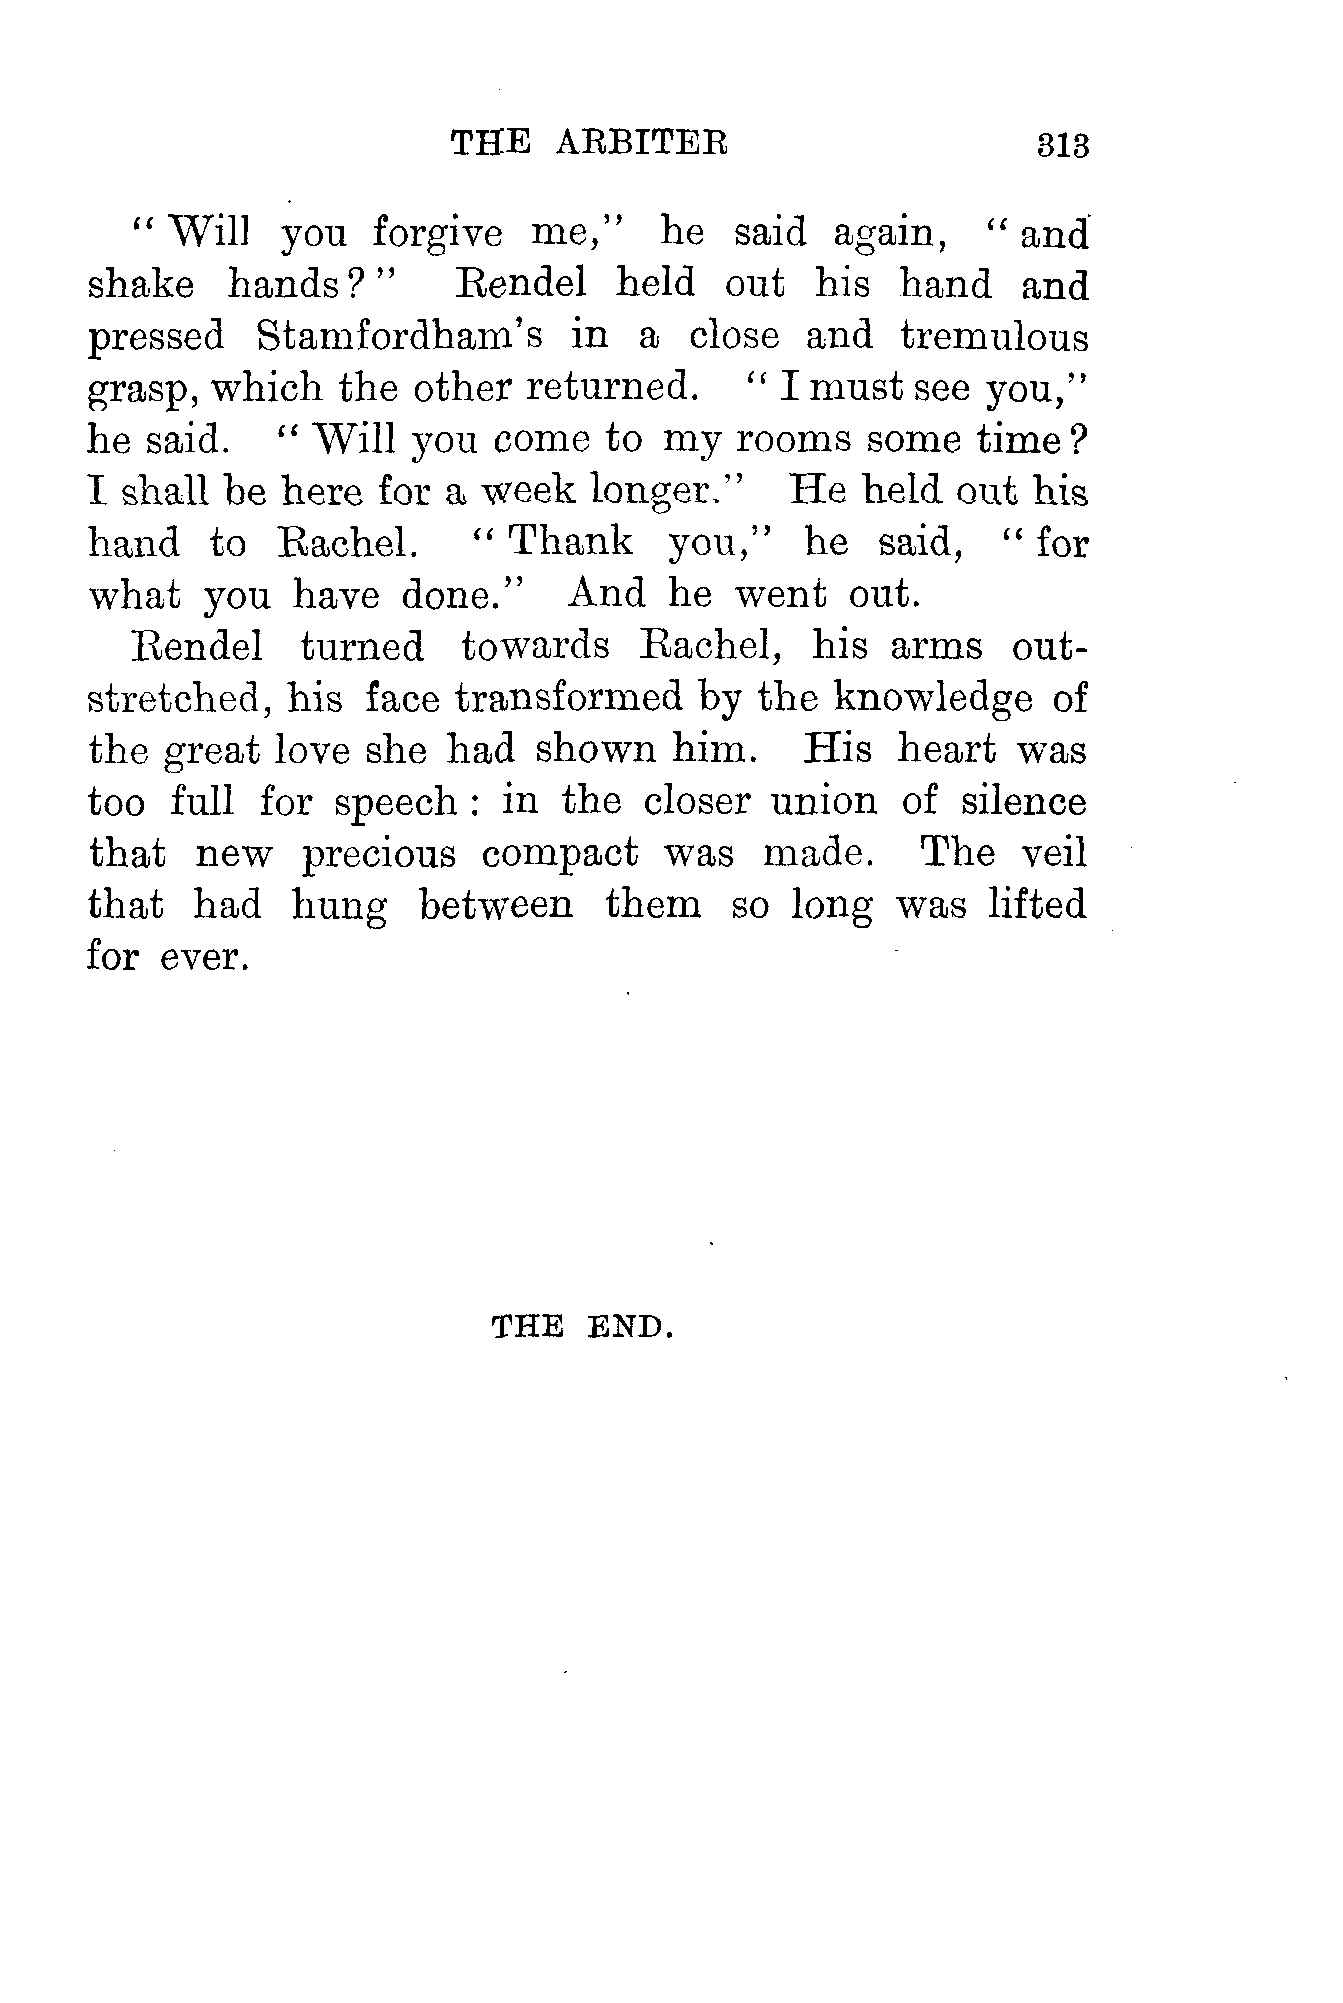 THE ARBITER 313
" Will you forgive me," he said again, " and
shake hands? " Rendel held out his hand and
pressed Stamfordham's in a close and tremulous
grasp, which the other returned. " I must see you,"
he said. " Will you come to my rooms some time?
I shall be here for a week longer." He held out his
hand to Rachel. " Thank you," he said, " for
what you have done." And he went out.
Rendel turned towards Rachel, his arms out-
stretched, his face transformed by the knowledge of
the great love she had shown him. His heart was
too full for speech : in the closer union of silence
that new precious compact was made. The veil
that had hung between them so long was lifted
for ever.
THE END.